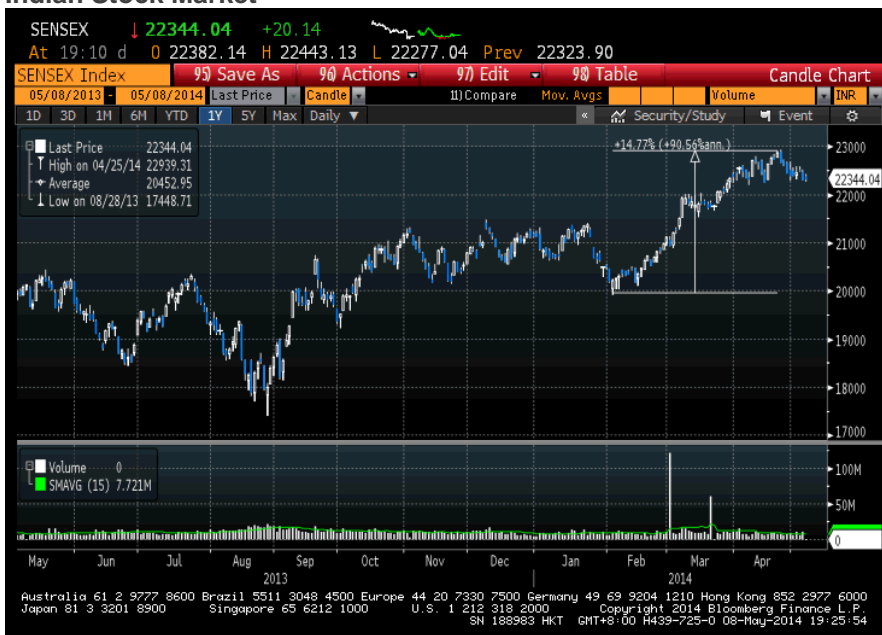 Indian Stock Market
SENSEX ↓ 22344.04 +20.14
At 19:10 d O 22382.14 H 22443.13 L 22277.04 Prev 22323.90
SENSEX Index 95) Save As 96) Actions 97) Edit 98) Table Candle Chart
05/08/2013 - 05/08/2014 Last Price Candle 11) Compare Mov. Avgs Volume INR
1D 3D 1M 6M YTD 1Y 5Y Max Daily ▼ « Security/Study Event
Last Price 22344.04
High on 04/25/14 22939.31
Average 20452.95
Low on 08/28/13 17448.71
+14.77% (+90.56%ann.)
23000
22344.04
22000
21000
20000
19000
18000
17000
Volume 0
SMAVG (15) 7.721M
100M
50M
0
May Jun Jul Aug Sep Oct Nov Dec Jan Feb Mar Apr
2013 2014
Australia 61 2 9777 8600 Brazil 5511 3048 4500 Europe 44 20 7330 7500 Germany 49 69 9204 1210 Hong Kong 852 2977 6000
Japan 81 3 3201 8900 Singapore 65 6212 1000 U.S. 1 212 318 2000 Copyright 2014 Bloomberg Finance L.P.
SN 188983 HKT GMT+8:00 H439-725-0 08-May-2014 19:25:54